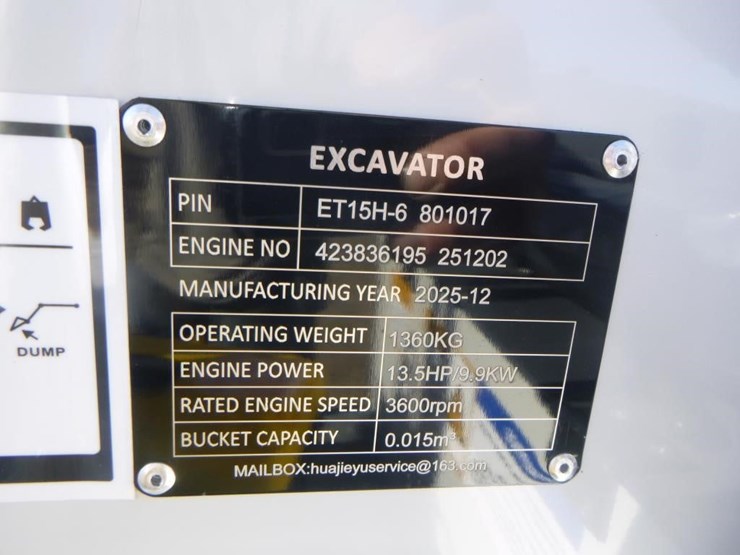 EXCAVATOR
PIN ET15H-6 801017
ENGINE NO 423836195 251202
MANUFACTURING YEAR 2025-12
OPERATING WEIGHT 1360KG
ENGINE POWER 13.5HP/9.9KW
RATED ENGINE SPEED 3600rpm
BUCKET CAPACITY 0.015m³
MAILBOX:huajieyuservice@163.com
DUMP